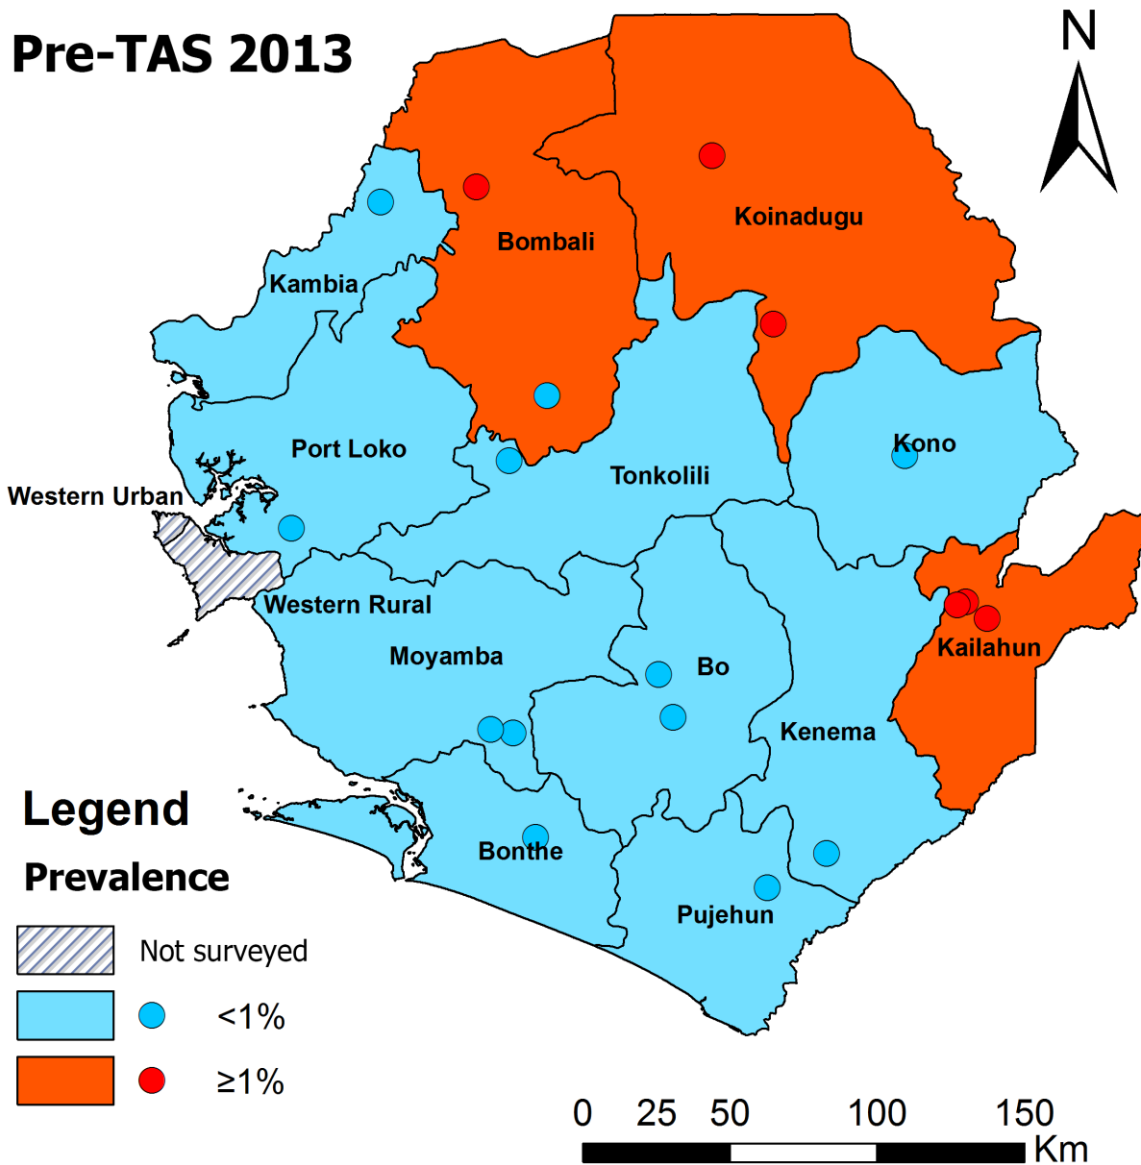 Pre-TAS 2013
N
Koinadugu
Bombali
Kambia
Kono
Port Loko
Tonkolili
Western Urban
Western Rural
Kailahun
Moyamba
Bo
Kenema
Bonthe
Pujehun
Legend
Prevalence
Not surveyed
<1%
≥1%
0 25 50 100 150
Km